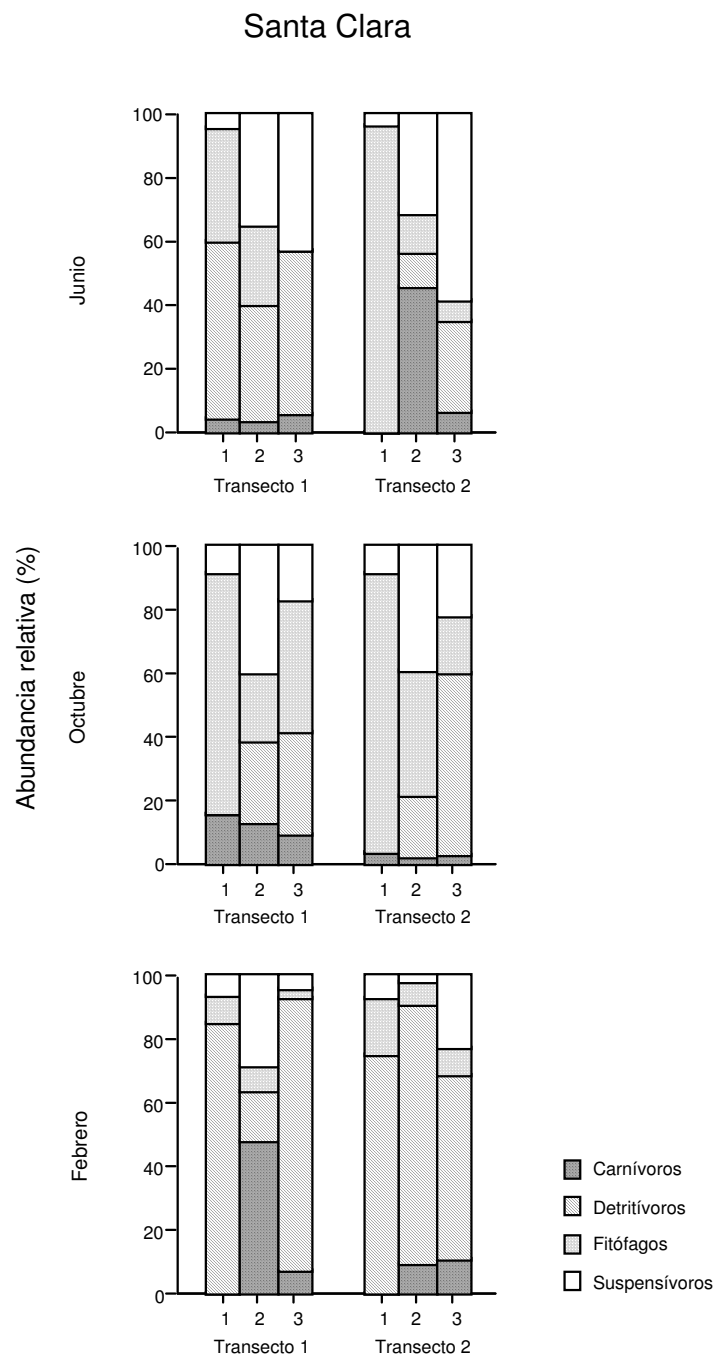 Santa Clara
Abundancia relativa (%)
Junio
100
80
60
40
20
0
1 2 3 1 2 3
Transecto 1 Transecto 2
Octubre
100
80
60
40
20
0
1 2 3 1 2 3
Transecto 1 Transecto 2
Febrero
100
80
60
40
20
0
1 2 3 1 2 3
Transecto 1 Transecto 2
Carnívoros
Detritívoros
Fitófagos
Suspensívoros